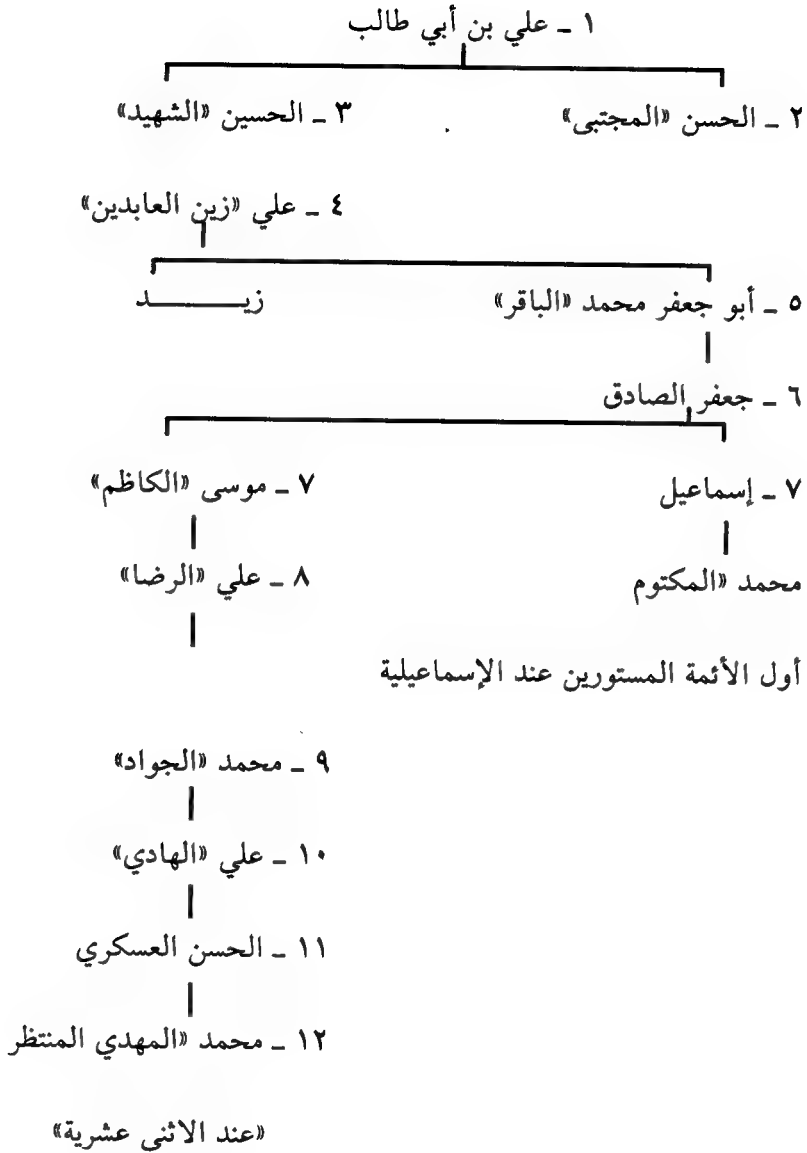 ١ ـ علي بن أبي طالب
٢ ـ الحسن «المجتبى» ٣ ـ الحسين «الشهيد»
٤ ـ علي «زين العابدين»
٥ ـ أبو جعفر محمد «الباقر» زيـــــــد
٦ ـ جعفر الصادق
٧ ـ إسماعيل ٧ ـ موسى «الكاظم»
محمد «المكتوم ٨ ـ علي «الرضا»
أول الأئمة المستورين عند الإسماعيلية
٩ ـ محمد «الجواد»
١٠ ـ علي «الهادي»
١١ ـ الحسن العسكري
١٢ ـ محمد «المهدي المنتظر
«عند الاثنى عشرية»